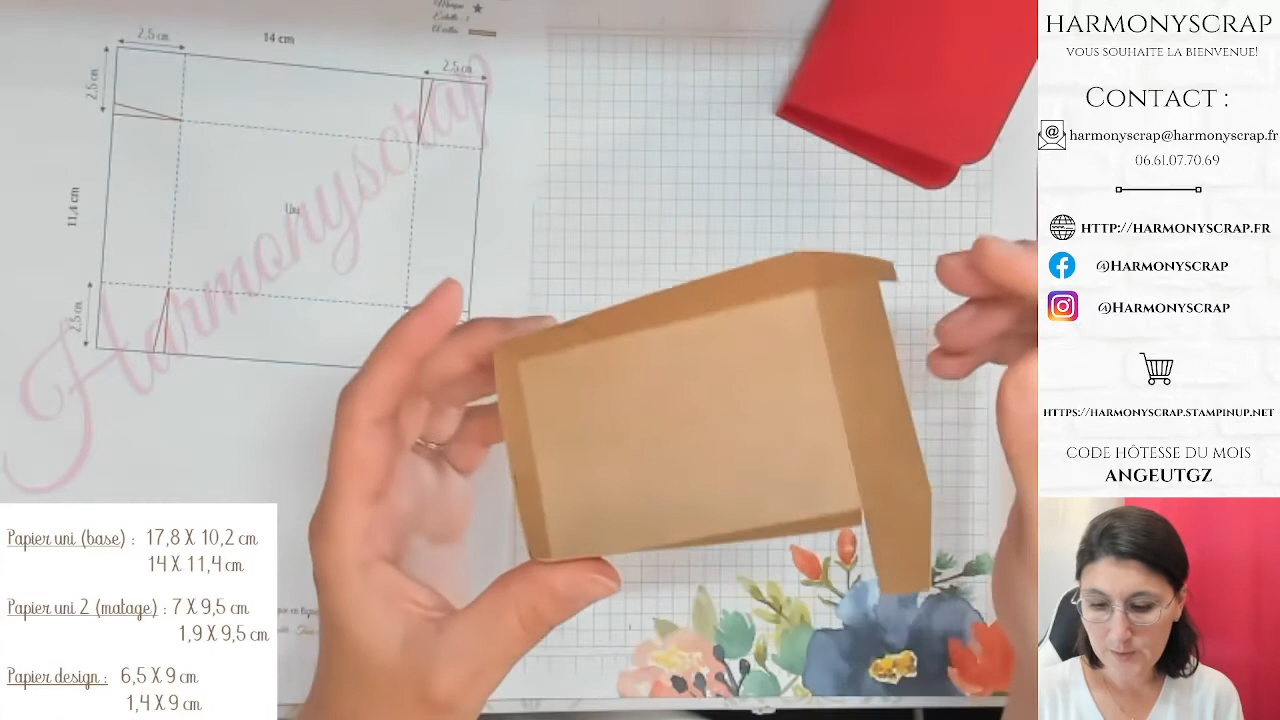 Marque
2,5 cm
14 cm
2,5 cm
2,5 cm
11,4 cm
Uni
2,5 cm
Harmonyscrap
Papier uni (base) : 17,8 X 10,2 cm
14 X 11,4 cm
Papier uni 2 (matage) : 7 X 9,5 cm
1,9 X 9,5 cm
Papier design : 6,5 X 9 cm
1,4 X 9 cm
HARMONYSCRAP
VOUS SOUHAITE LA BIENVENUE!
CONTACT :
@ harmonyscrap@harmonyscrap.fr
06.61.07.70.69
HTTP://HARMONYSCRAP.FR
@HARMONYSCRAP
@HARMONYSCRAP
HTTPS://HARMONYSCRAP.STAMPINUP.NET
CODE HÔTESSE DU MOIS
ANGEUTGZ